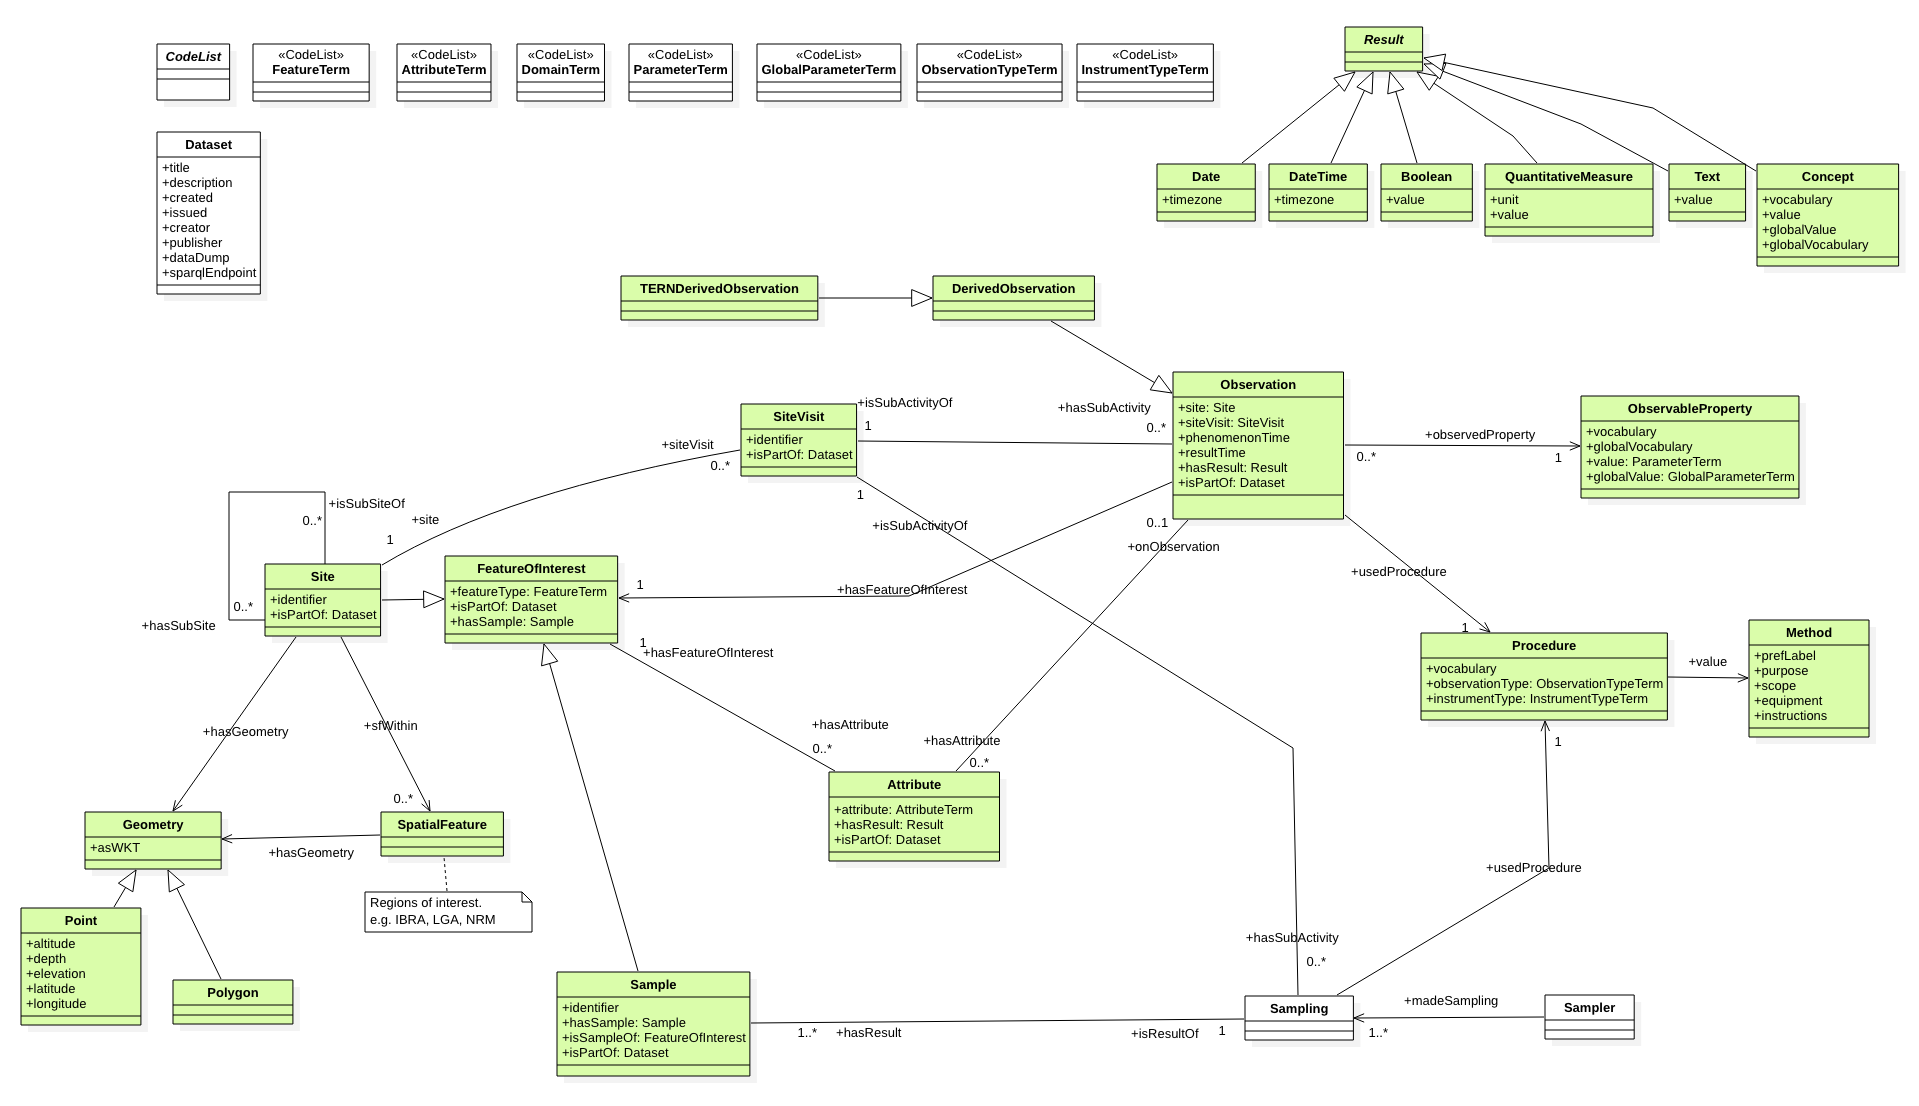 CodeList
«CodeList»
FeatureTerm
«CodeList»
AttributeTerm
«CodeList»
DomainTerm
«CodeList»
ParameterTerm
«CodeList»
GlobalParameterTerm
«CodeList»
ObservationTypeTerm
«CodeList»
InstrumentTypeTerm
Result
Dataset
+title
+description
+created
+issued
+creator
+publisher
+dataDump
+sparqlEndpoint
Date
+timezone
DateTime
+timezone
Boolean
+value
QuantitativeMeasure
+unit
+value
Text
+value
Concept
+vocabulary
+value
+globalValue
+globalVocabulary
TERNDerivedObservation
DerivedObservation
Observation
+site: Site
+siteVisit: SiteVisit
+phenomenonTime
+resultTime
+hasResult: Result
+isPartOf: Dataset
SiteVisit
+identifier
+isPartOf: Dataset
+isSubActivityOf
1
+hasSubActivity
0..*
+observedProperty
0..*
1
ObservableProperty
+vocabulary
+globalVocabulary
+value: ParameterTerm
+globalValue: GlobalParameterTerm
+siteVisit
0..*
+site
1
+isSubSiteOf
0..*
0..*
+hasSubSite
Site
+identifier
+isPartOf: Dataset
FeatureOfInterest
+featureType: FeatureTerm
+isPartOf: Dataset
+hasSample: Sample
1
+hasFeatureOfInterest
1
+isSubActivityOf
0..1
+onObservation
+usedProcedure
1
Procedure
+vocabulary
+observationType: ObservationTypeTerm
+instrumentType: InstrumentTypeTerm
+value
Method
+prefLabel
+purpose
+scope
+equipment
+instructions
1
+hasFeatureOfInterest
+hasAttribute
0..*
+hasAttribute
0..*
Attribute
+attribute: AttributeTerm
+hasResult: Result
+isPartOf: Dataset
+hasGeometry
+sfWithin
0..*
Geometry
+asWKT
SpatialFeature
+hasGeometry
Regions of interest.
e.g. IBRA, LGA, NRM
Point
+altitude
+depth
+elevation
+latitude
+longitude
Polygon
Sample
+identifier
+hasSample: Sample
+isSampleOf: FeatureOfInterest
+isPartOf: Dataset
1..*
+hasResult
+isResultOf
1
1
+usedProcedure
+hasSubActivity
0..*
Sampling
+madeSampling
1..*
Sampler